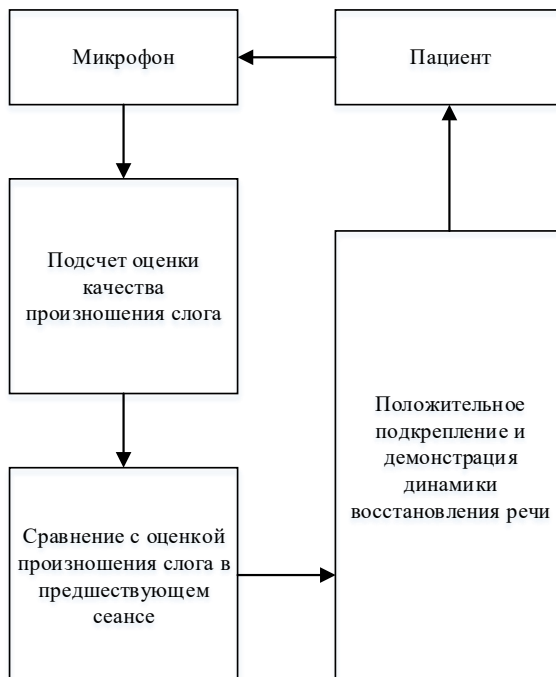 Микрофон
Пациент
Подсчет оценки
качества
произношения слога
Положительное
подкрепление и
демонстрация
динамики
восстановления речи
Сравнение с оценкой
произношения слога в
предшествующем
сеансе